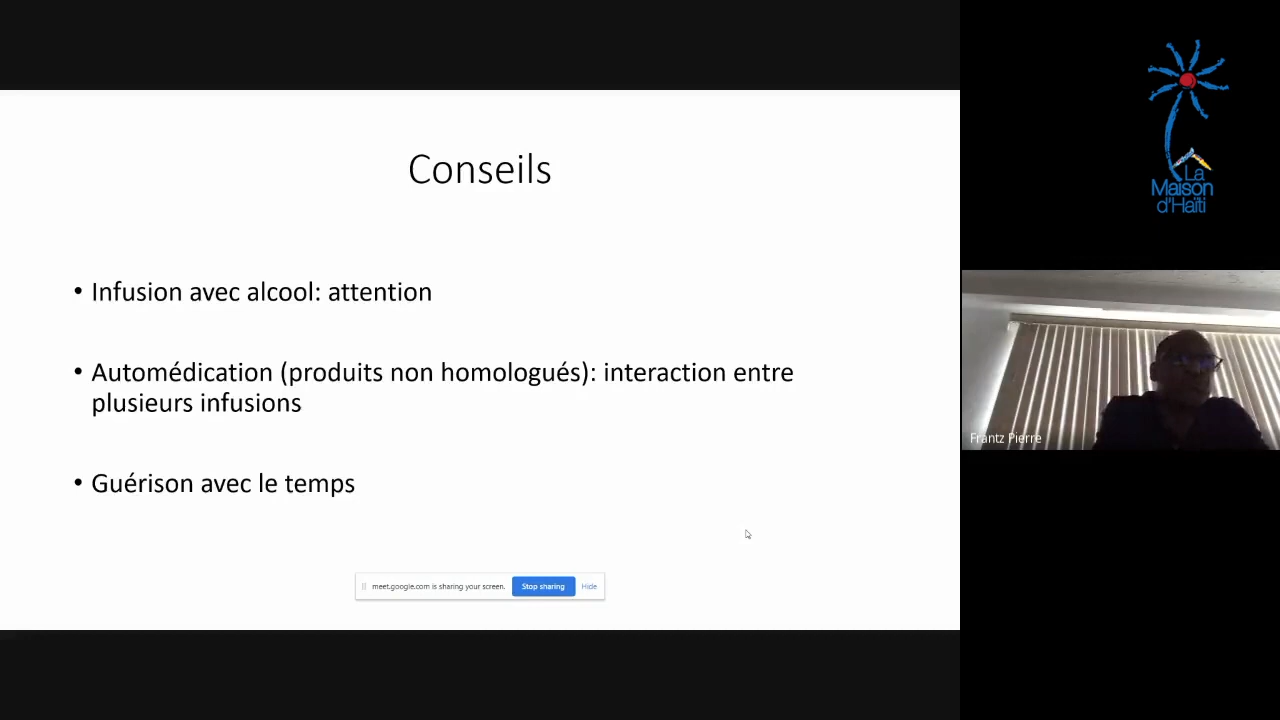 Conseils
• Infusion avec alcool: attention
• Automédication (produits non homologués): interaction entre
plusieurs infusions
• Guérison avec le temps
meet.google.com is sharing your screen. Stop sharing Hide
La
Maison
d'Haïti
Frantz Pierre